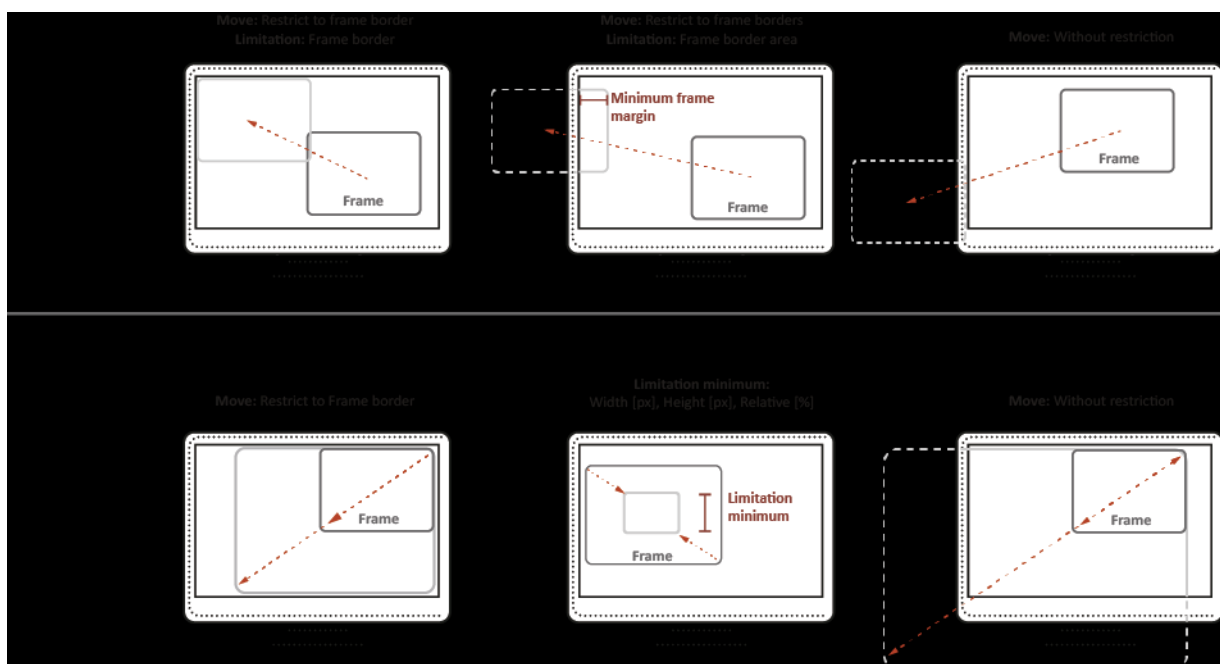 Move: Restrict to frame border
Limitation: Frame border
Move: Restrict to frame borders
Limitation: Frame border area
Move: Without restriction
Frame
Minimum frame
margin
Frame
Frame
Move: Restrict to Frame border
Limitation minimum:
Width [px], Height [px], Relative [%]
Move: Without restriction
Frame
Limitation
minimum
Frame
Frame